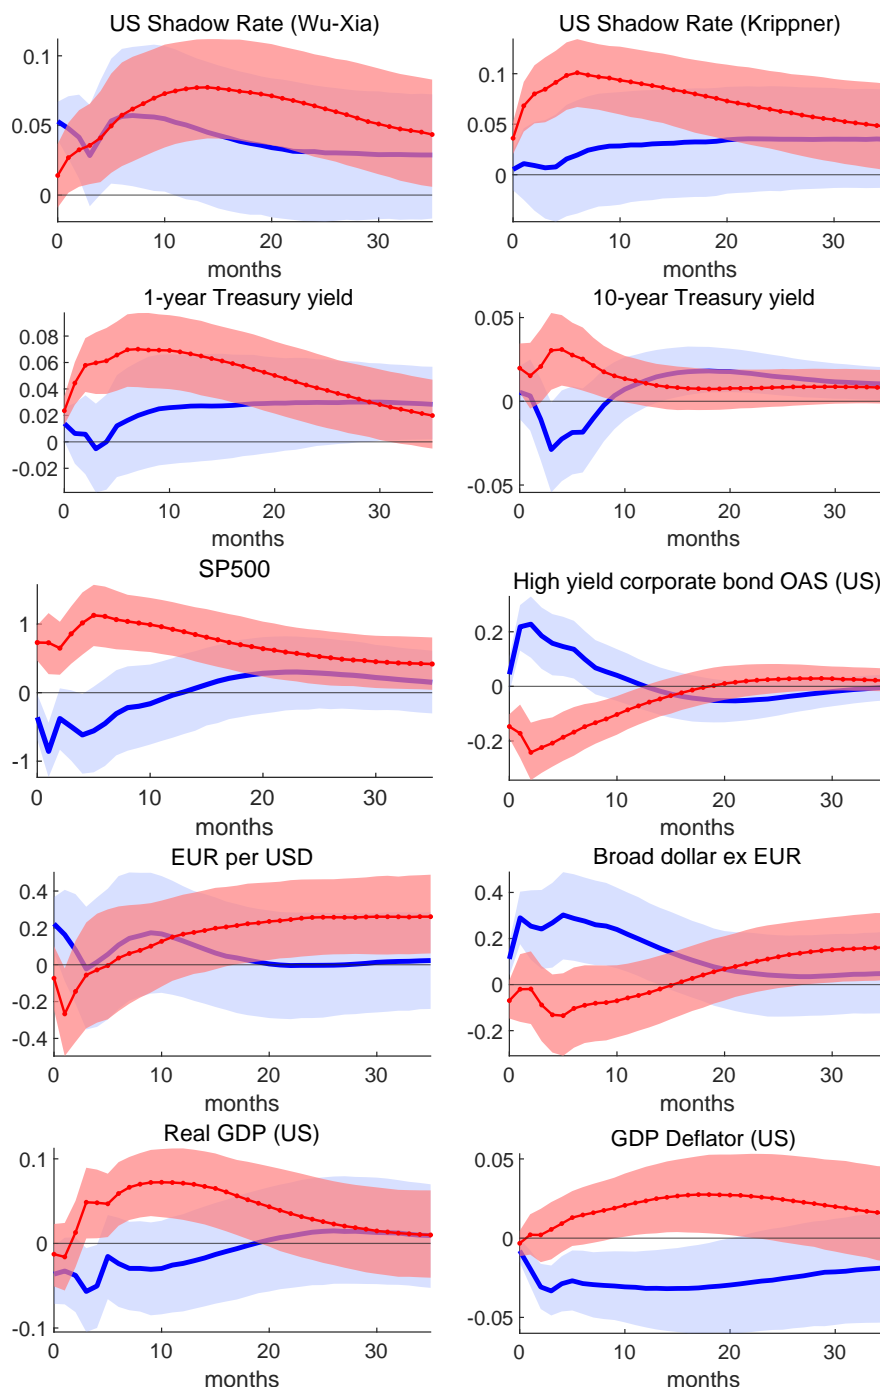 US Shadow Rate (Wu-Xia)
US Shadow Rate (Krippner)
0.1
0.05
0
0 10 20 30
months
0.1
0.05
0
0 10 20 30
months
1-year Treasury yield
10-year Treasury yield
0.08
0.06
0.04
0.02
0
-0.02
0 10 20 30
months
0.05
0
-0.05
0 10 20 30
months
SP500
High yield corporate bond OAS (US)
1
0
-1
0 10 20 30
months
0.2
0
-0.2
0 10 20 30
months
EUR per USD
Broad dollar ex EUR
0.4
0.2
0
-0.2
-0.4
0 10 20 30
months
0.4
0.2
0
-0.2
0 10 20 30
months
Real GDP (US)
GDP Deflator (US)
0.1
0
-0.1
0 10 20 30
months
0.05
0
-0.05
0 10 20 30
months